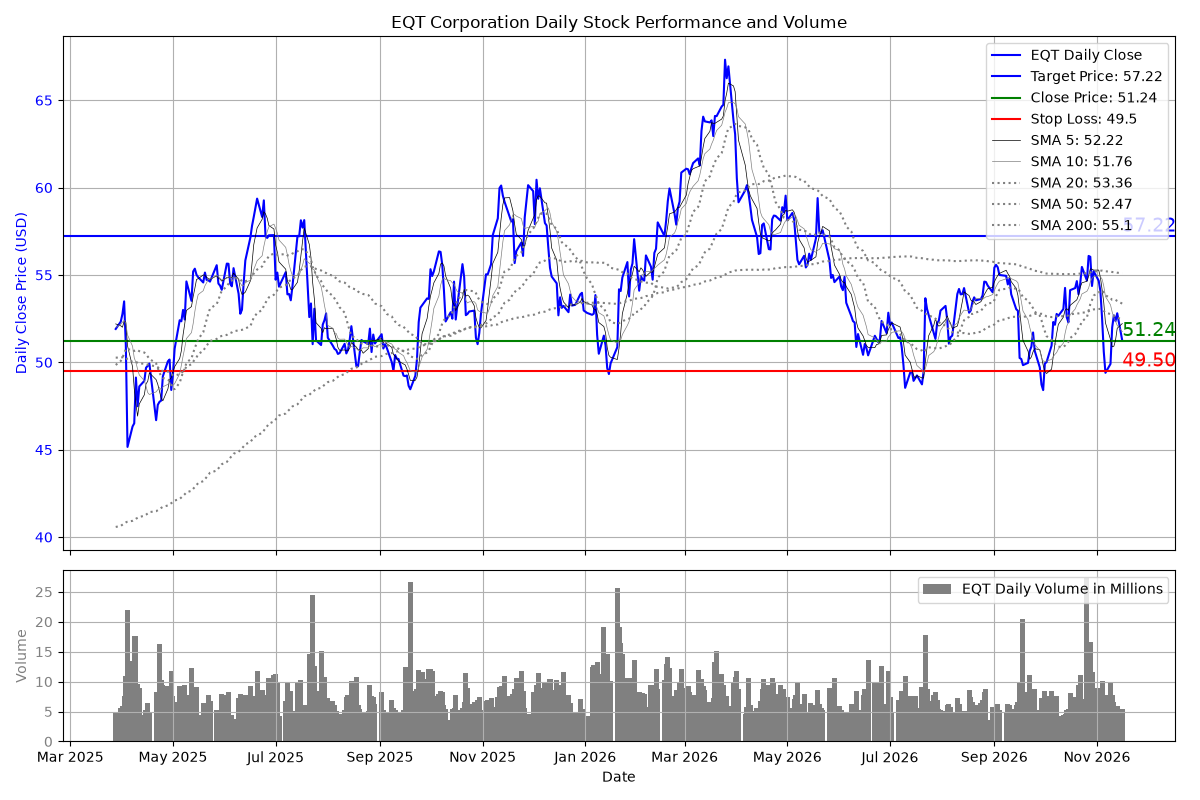 EQT Corporation Daily Stock Performance and Volume
Daily Close Price (USD)
65
60
55
50
45
40
EQT Daily Close
Target Price: 57.22
Close Price: 51.24
Stop Loss: 49.5
SMA 5: 52.22
SMA 10: 51.76
SMA 20: 53.36
SMA 50: 52.47
SMA 200: 55.1
57.22
51.24
49.50
Volume
25
20
15
10
5
0
EQT Daily Volume in Millions
Mar 2025
May 2025
Jul 2025
Sep 2025
Nov 2025
Jan 2026
Mar 2026
May 2026
Jul 2026
Sep 2026
Nov 2026
Date